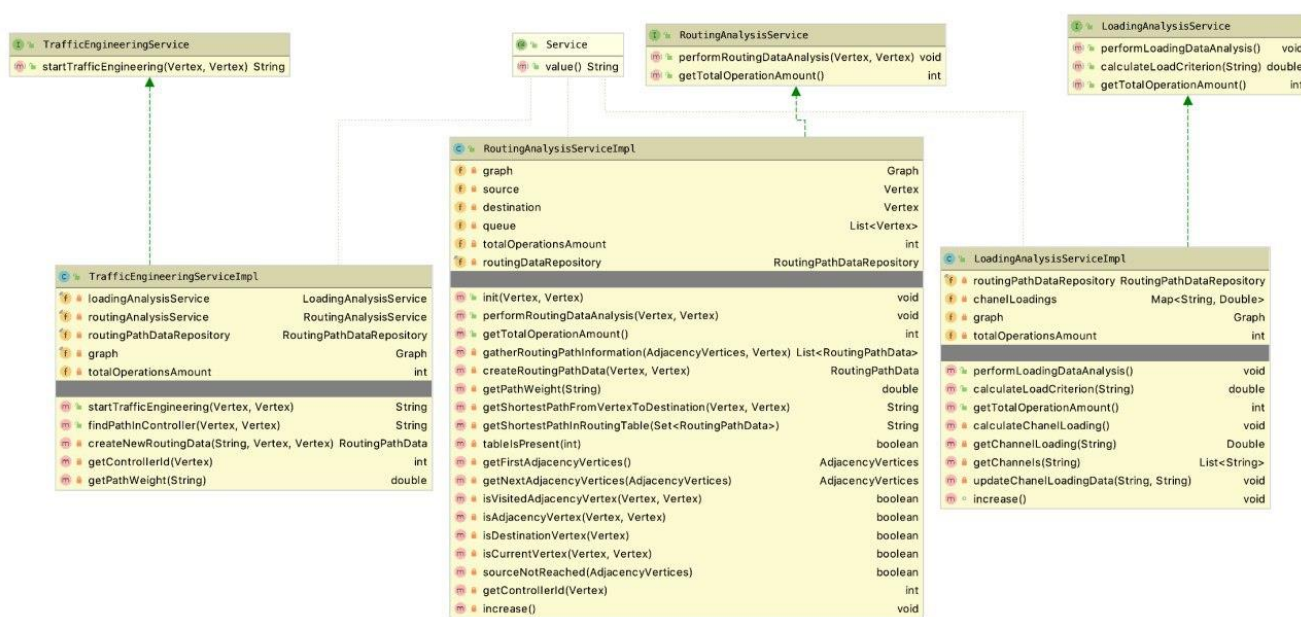 TrafficEngineeringService
startTrafficEngineering(Vertex, Vertex) String
Service
value() String
RoutingAnalysisService
performRoutingDataAnalysis(Vertex, Vertex) void
getTotalOperationAmount() int
LoadingAnalysisService
performLoadingDataAnalysis() void
calculateLoadCriterion(String) double
getTotalOperationAmount() int
TrafficEngineeringServiceImpl
loadingAnalysisService LoadingAnalysisService
routingAnalysisService RoutingAnalysisService
routingPathDataRepository RoutingPathDataRepository
graph Graph
totalOperationsAmount int
startTrafficEngineering(Vertex, Vertex) String
findPathInController(Vertex, Vertex) String
createNewRoutingData(String, Vertex, Vertex) RoutingPathData
getControllerId(Vertex) int
getPathWeight(String) double
RoutingAnalysisServiceImpl
graph Graph
source Vertex
destination Vertex
queue List<Vertex>
totalOperationsAmount int
routingDataRepository RoutingPathDataRepository
init(Vertex, Vertex) void
performRoutingDataAnalysis(Vertex, Vertex) void
getTotalOperationAmount() int
gatherRoutingPathInformation(AdjacencyVertices, Vertex) List<RoutingPathData>
createRoutingPathData(Vertex, Vertex) RoutingPathData
getPathWeight(String) double
getShortestPathFromVertexToDestination(Vertex, Vertex) String
getShortestPathInRoutingTable(Set<RoutingPathData>) String
tableIsPresent(int) boolean
getFirstAdjacencyVertices() AdjacencyVertices
getNextAdjacencyVertices(AdjacencyVertices) AdjacencyVertices
isVisitedAdjacencyVertex(Vertex, Vertex) boolean
isAdjacencyVertex(Vertex, Vertex) boolean
isDestinationVertex(Vertex) boolean
isCurrentVertex(Vertex, Vertex) boolean
sourceNotReached(AdjacencyVertices) boolean
getControllerId(Vertex) int
increase() void
LoadingAnalysisServiceImpl
routingPathDataRepository RoutingPathDataRepository
chanelLoadings Map<String, Double>
graph Graph
totalOperationsAmount int
performLoadingDataAnalysis() void
calculateLoadCriterion(String) double
getTotalOperationAmount() int
calculateChanelLoading() void
getChannelLoading(String) Double
getChannels(String) List<String>
updateChanelLoadingData(String, String) void
increase() void